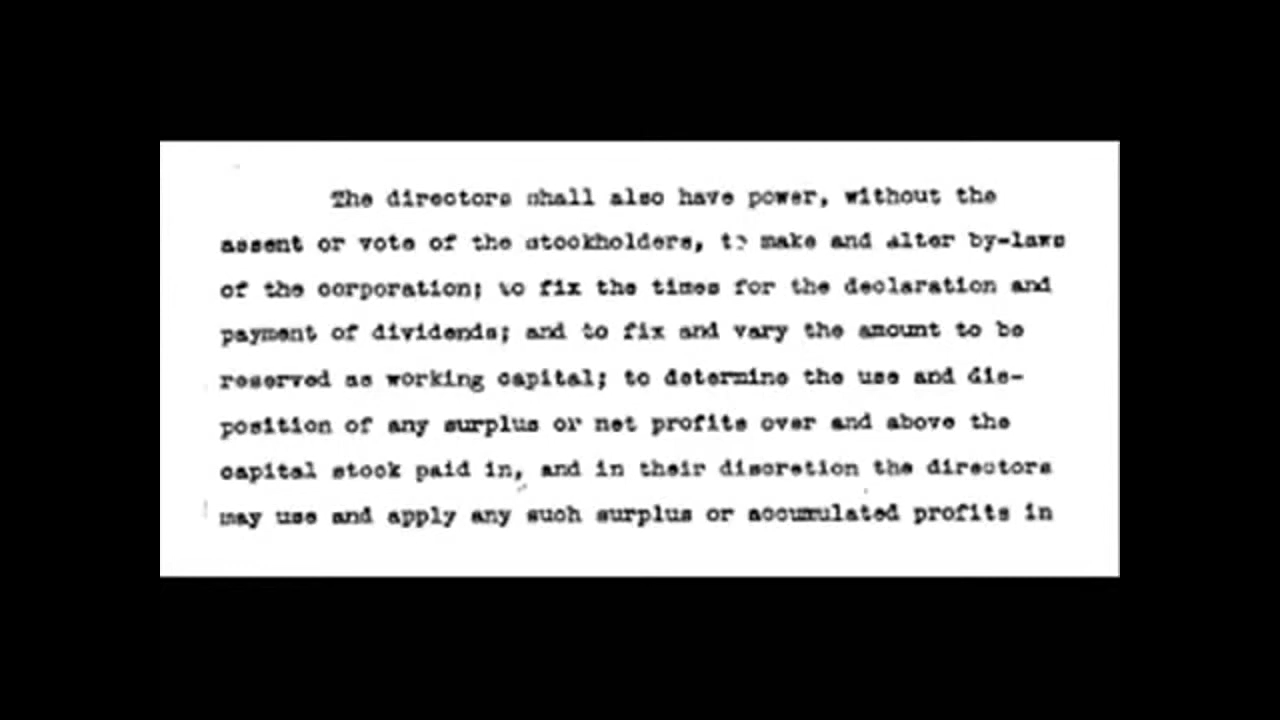 The directors shall also have power, without the
assent or vote of the stockholders, to make and alter by-laws
of the corporation; to fix the times for the declaration and
payment of dividends; and to fix and vary the amount to be
reserved as working capital; to determine the use and dis-
position of any surplus or net profits over and above the
capital stock paid in, and in their discretion the directors
may use and apply any such surplus or accumulated profits in